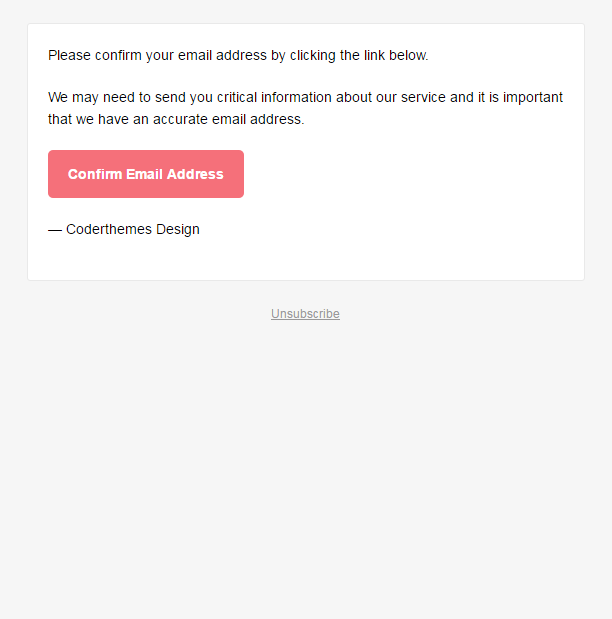 Please confirm your email address by clicking the link below.
We may need to send you critical information about our service and it is important
that we have an accurate email address.
Confirm Email Address
— Coderthemes Design
Unsubscribe